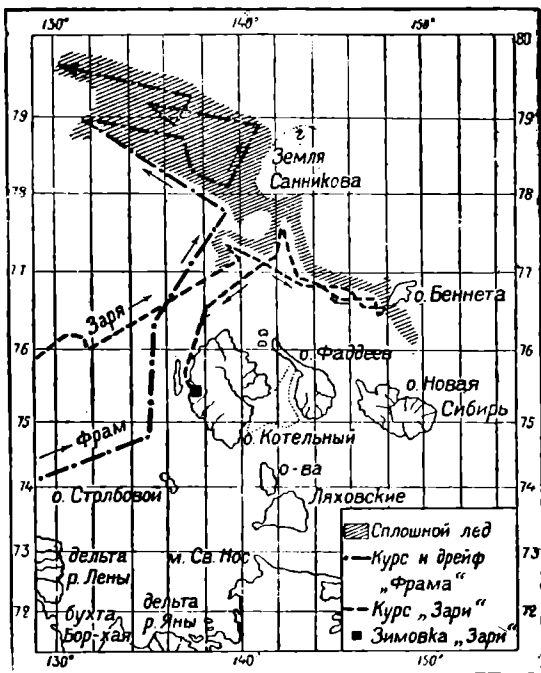 130° 140° 150°
80 80
79 79
78 78
77 77
76 76
75 75
74 74
73 73
72 72
Земля
Санникова
о. Беннета
Заря
о. Фаддеев
о. Новая
Сибирь
Фрам
о. Котельный
о-ва
Ляховские
о. Столбовой
дельта
р. Лены
м. Св. Нос
бухта
Бор-хая
дельта
р. Яны
Сплошной лед
Курс и дрейф
„Фрама“
Курс „Зари“
Зимовка „Зари“
130° 140° 150°